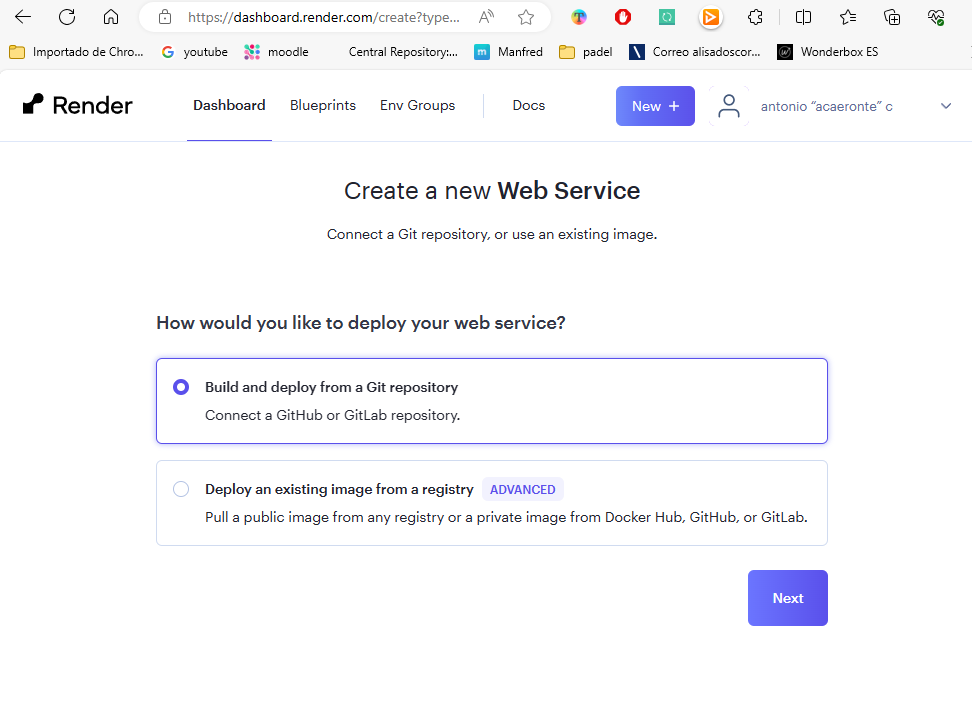 https://dashboard.render.com/create?type...
Importado de Chro...
youtube
moodle
Central Repository:...
Manfred
padel
Correo alisadoscor...
Wonderbox ES
Render
Dashboard
Blueprints
Env Groups
Docs
New +
antonio “acaeronte” c
Create a new Web Service
Connect a Git repository, or use an existing image.
How would you like to deploy your web service?
Build and deploy from a Git repository
Connect a GitHub or GitLab repository.
Deploy an existing image from a registry ADVANCED
Pull a public image from any registry or a private image from Docker Hub, GitHub, or GitLab.
Next